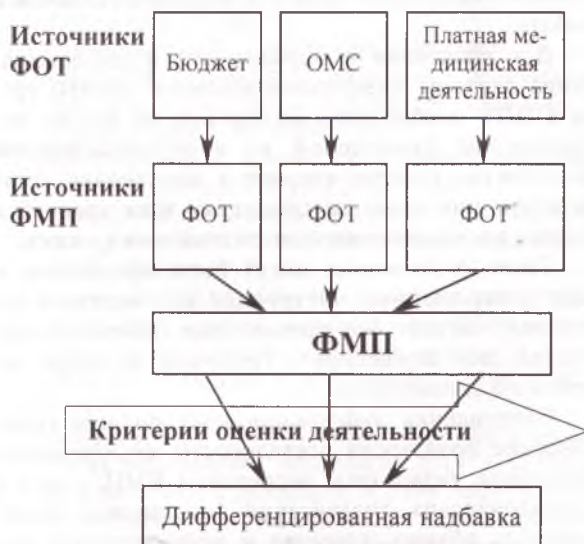 Источники
ФОТ
Бюджет
ОМС
Платная ме-
дицинская
деятельность
Источники
ФМП
ФОТ
ФОТ
ФОТ
ФМП
Критерии оценки деятельности
Дифференцированная надбавка